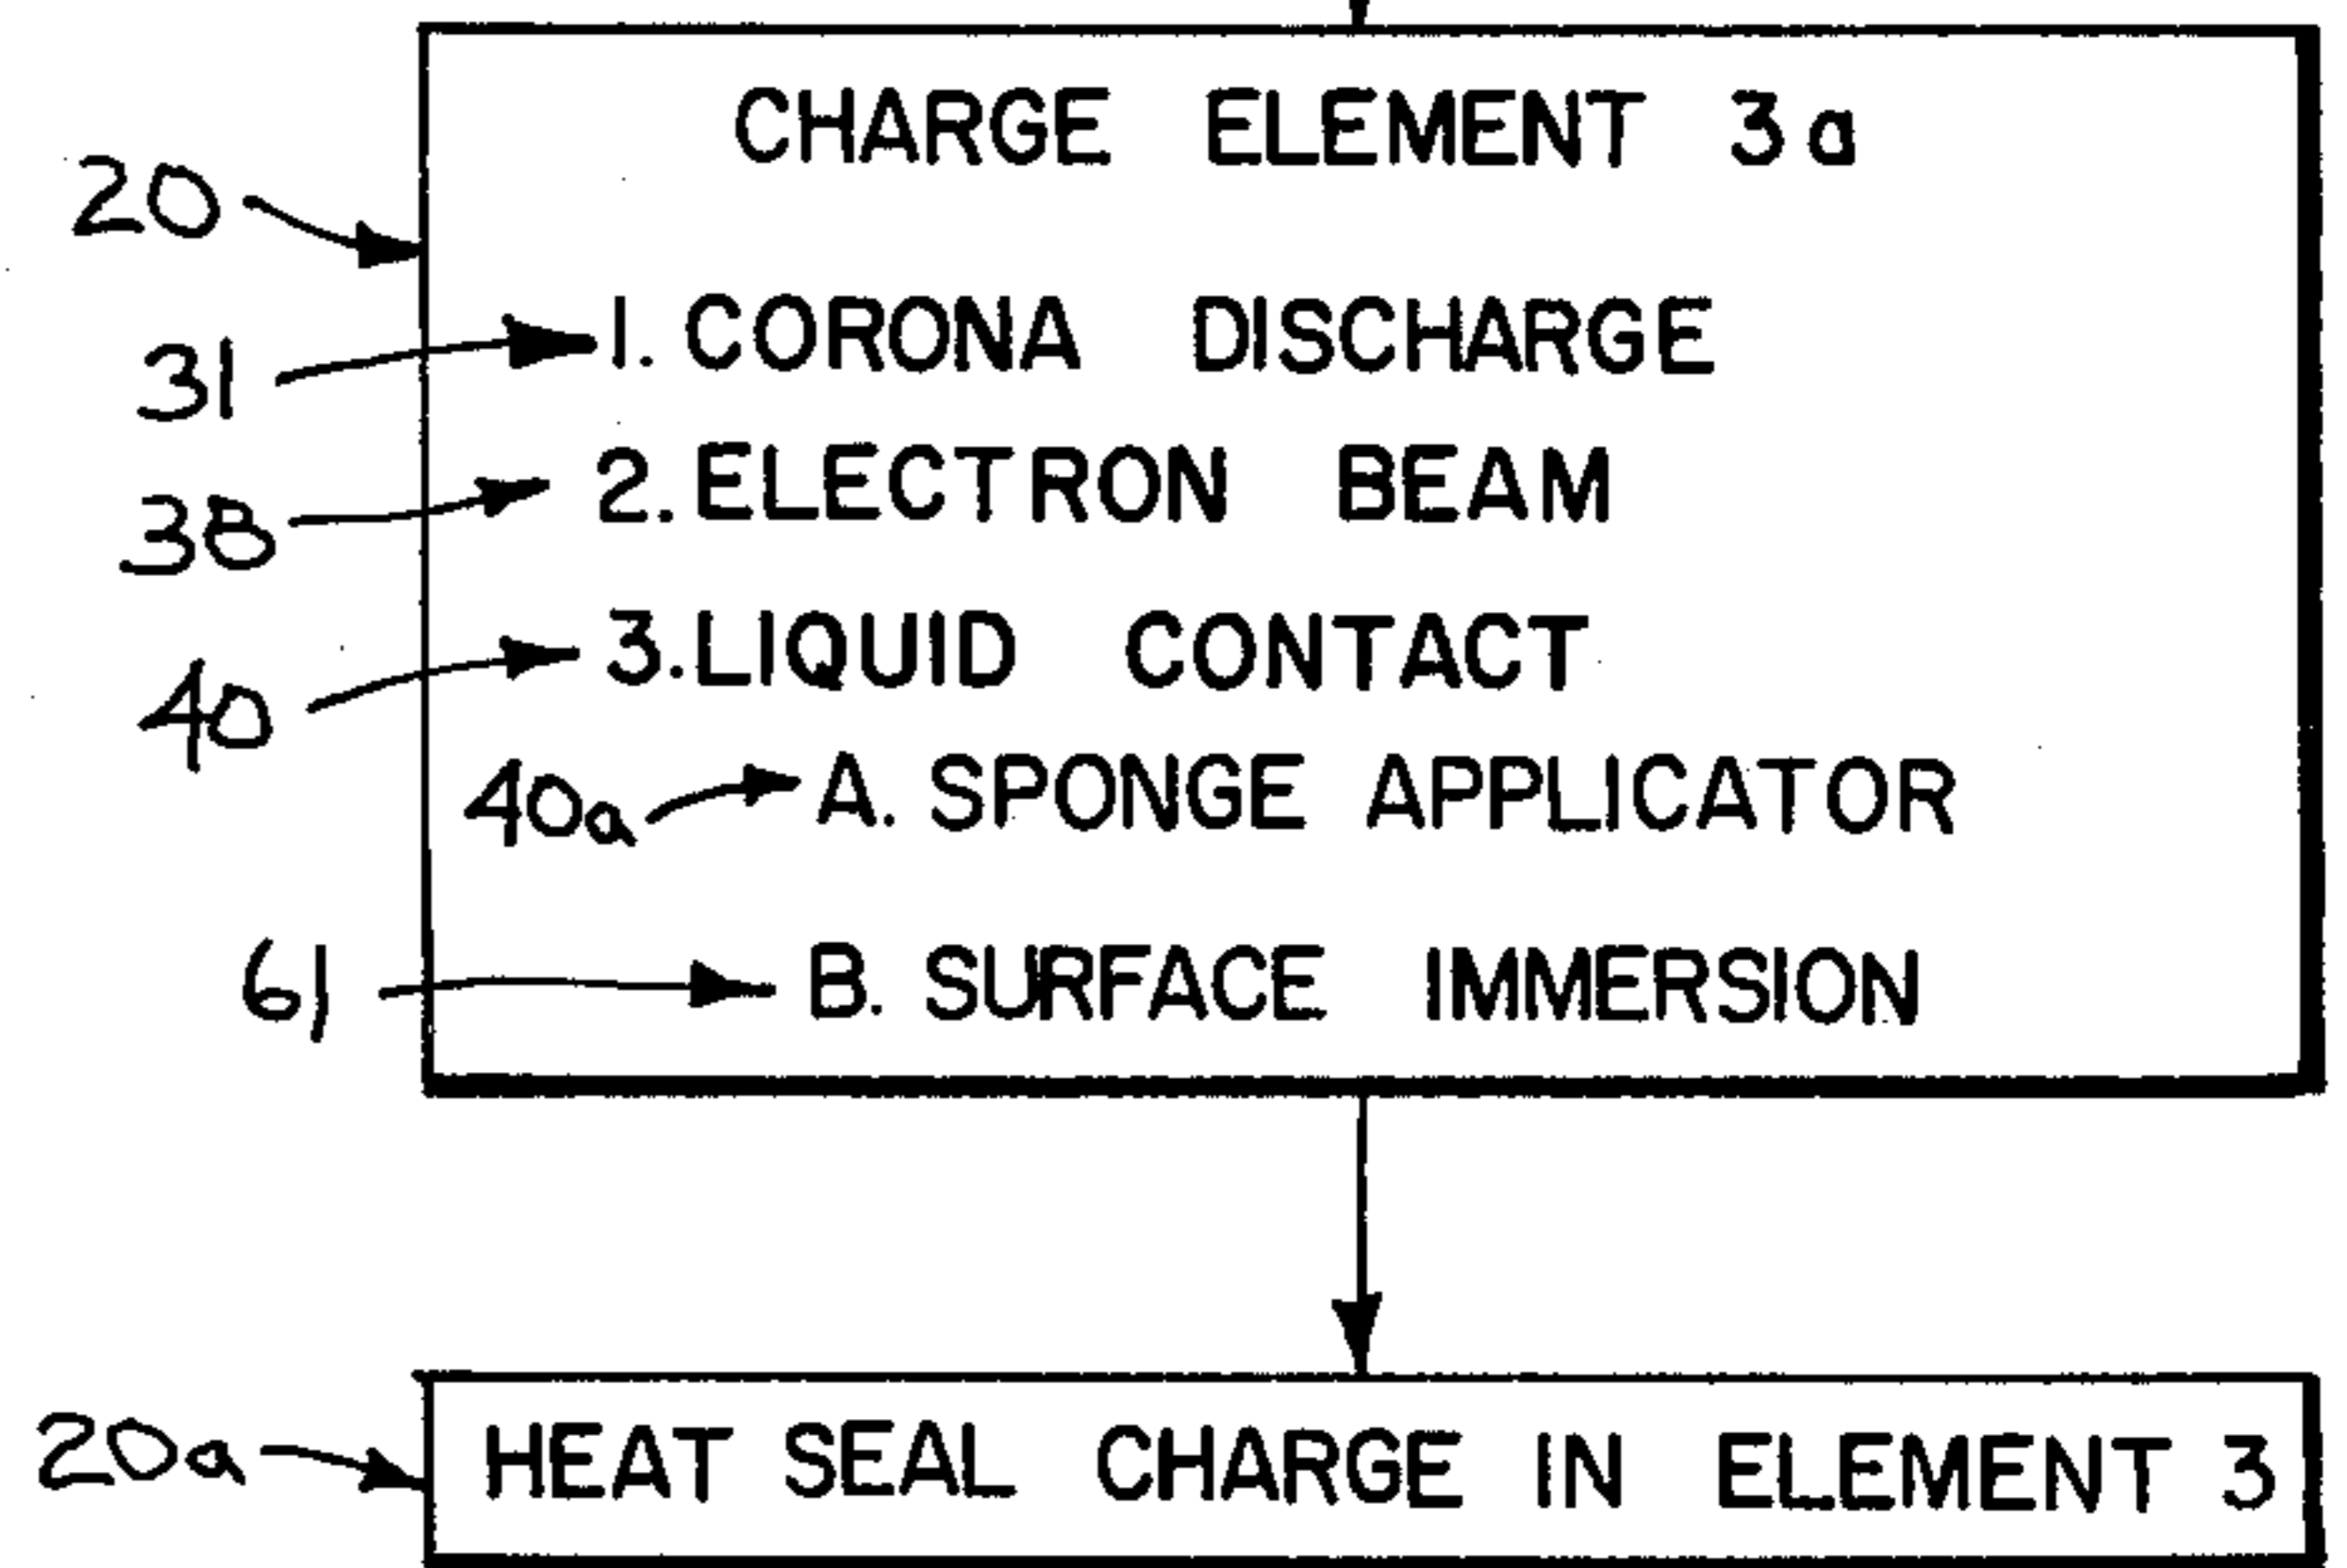 CHARGE ELEMENT 3a
20
31 1. CORONA DISCHARGE
38 2. ELECTRON BEAM
40 3. LIQUID CONTACT
40a A. SPONGE APPLICATOR
61 B. SURFACE IMMERSION
20a HEAT SEAL CHARGE IN ELEMENT 3